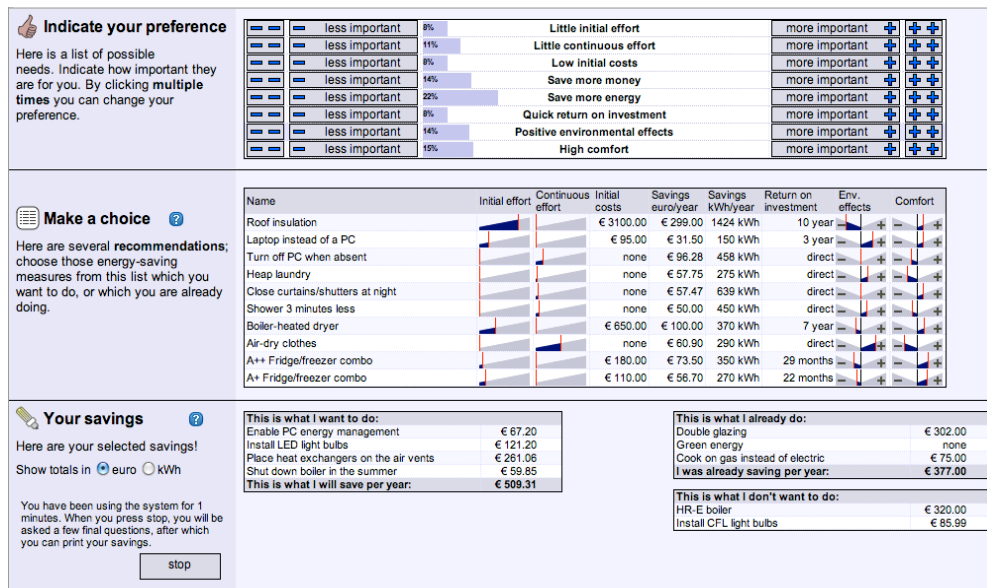 Indicate your preference
Here is a list of possible
needs. Indicate how important they
are for you. By clicking multiple
times you can change your
preference.
less important 8% Little initial effort more important
less important 11% Little continuous effort more important
less important 8% Low initial costs more important
less important 14% Save more money more important
less important 22% Save more energy more important
less important 8% Quick return on investment more important
less important 14% Positive environmental effects more important
less important 15% High comfort more important
Make a choice ?
Here are several recommendations;
choose those energy-saving
measures from this list which you
want to do, or which you are already
doing.
Name Initial effort Continuous effort Initial costs Savings euro/year Savings kWh/year Return on investment Env. effects Comfort
Roof insulation € 3100.00 € 299.00 1424 kWh 10 year
Laptop instead of a PC € 95.00 € 31.50 150 kWh 3 year
Turn off PC when absent none € 96.28 458 kWh direct
Heap laundry none € 57.75 275 kWh direct
Close curtains/shutters at night none € 57.47 639 kWh direct
Shower 3 minutes less none € 50.00 450 kWh direct
Boiler-heated dryer € 650.00 € 100.00 370 kWh 7 year
Air-dry clothes none € 60.90 290 kWh direct
A++ Fridge/freezer combo € 180.00 € 73.50 350 kWh 29 months
A+ Fridge/freezer combo € 110.00 € 56.70 270 kWh 22 months
Your savings ?
Here are your selected savings!
Show totals in euro kWh
You have been using the system for 1
minutes. When you press stop, you will be
asked a few final questions, after which
you can print your savings.
stop
This is what I want to do:
Enable PC energy management € 67.20
Install LED light bulbs € 121.20
Place heat exchangers on the air vents € 261.06
Shut down boiler in the summer € 59.85
This is what I will save per year: € 509.31
This is what I already do:
Double glazing € 302.00
Green energy none
Cook on gas instead of electric € 75.00
I was already saving per year: € 377.00
This is what I don't want to do:
HR-E boiler € 320.00
Install CFL light bulbs € 85.99